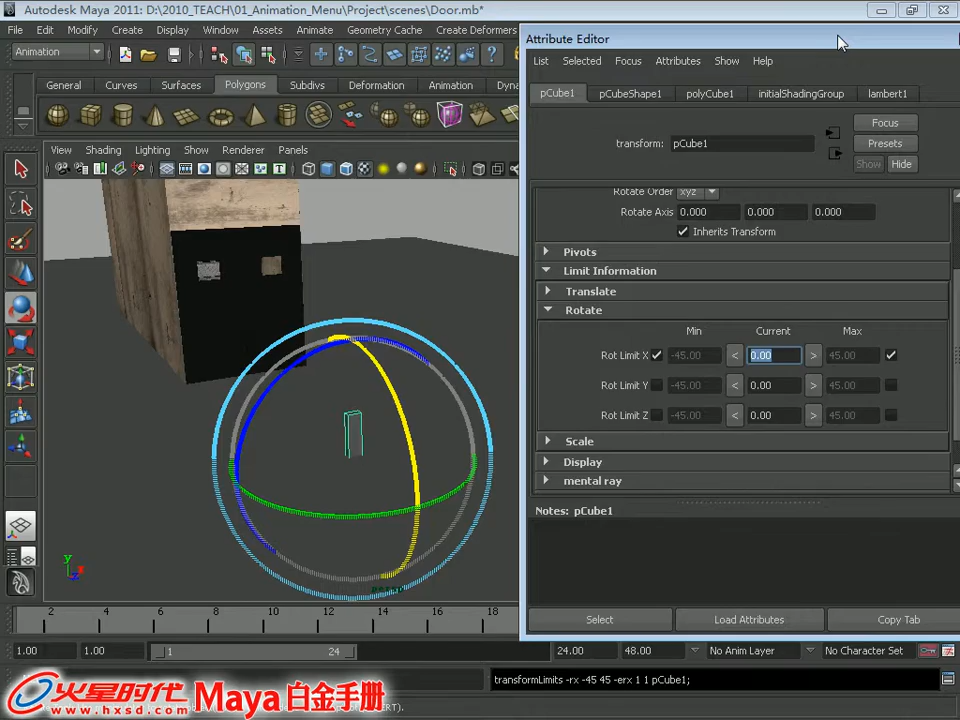 Autodesk Maya 2011: D:\2010_TEACH\01_Animation_Menu\Project\scenes\Door.mb*
File Edit Modify Create Display Window Assets Animate Geometry Cache Create Deformers
Animation
General Curves Surfaces Polygons Subdivs Deformation Animation Dyna
View Shading Lighting Show Renderer Panels
Attribute Editor
List Selected Focus Attributes Show Help
pCube1 pCubeShape1 polyCube1 initialShadingGroup lambert1
Focus
transform: pCube1
Presets
Show Hide
Rotate Order xyz
Rotate Axis 0.000 0.000 0.000
Inherits Transform
Pivots
Limit Information
Translate
Rotate
Min Current Max
Rot Limit X -45.00 < 0.00 > 45.00
Rot Limit Y -45.00 < 0.00 > 45.00
Rot Limit Z -45.00 < 0.00 > 45.00
Scale
Display
mental ray
Notes: pCube1
Select Load Attributes Copy Tab
y
z
persp
2 4 6 8 10 12 14 16 18
1.00 1.00 1 24 24.00 48.00 No Anim Layer No Character Set
transformLimits -rx -45 45 -erx 1 1 pCube1;
火星时代
www.hxsd.com
Maya 白金手册